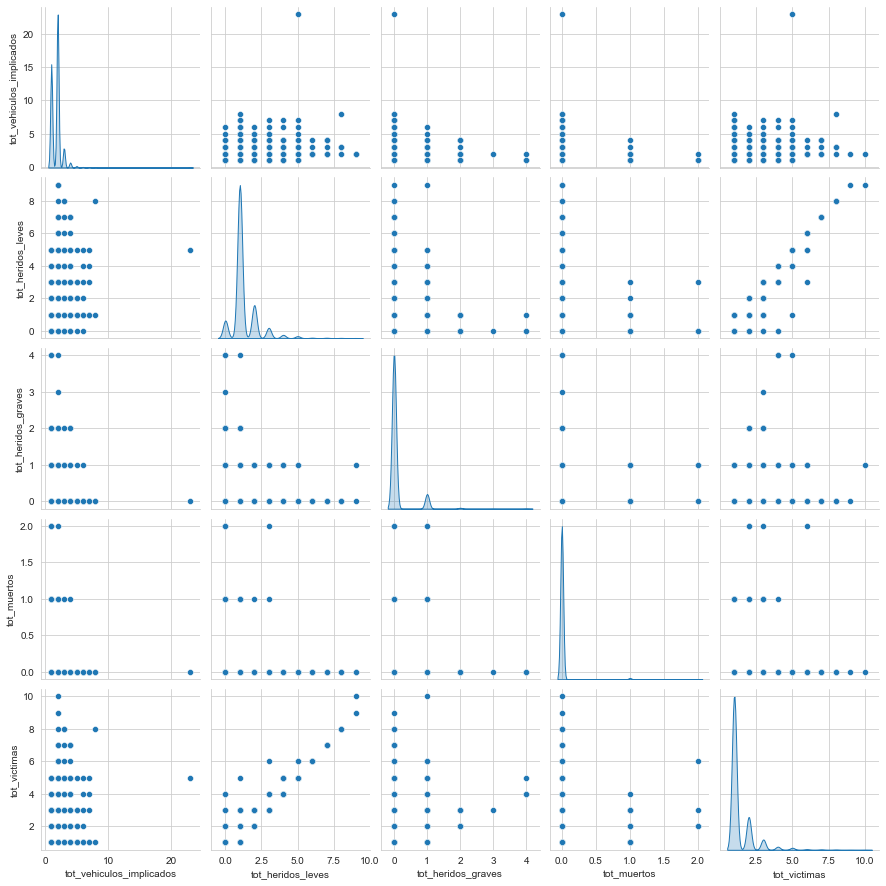 tot_vehiculos_implicados
20
15
10
5
0
tot_heridos_leves
8
6
4
2
0
tot_heridos_graves
4
3
2
1
0
tot_muertos
2.0
1.5
1.0
0.5
0.0
tot_victimas
10
8
6
4
2
0 10 20
0.0 2.5 5.0 7.5 10.0
0 1 2 3 4
0.0 0.5 1.0 1.5 2.0
2.5 5.0 7.5 10.0
tot_vehiculos_implicados
tot_heridos_leves
tot_heridos_graves
tot_muertos
tot_victimas